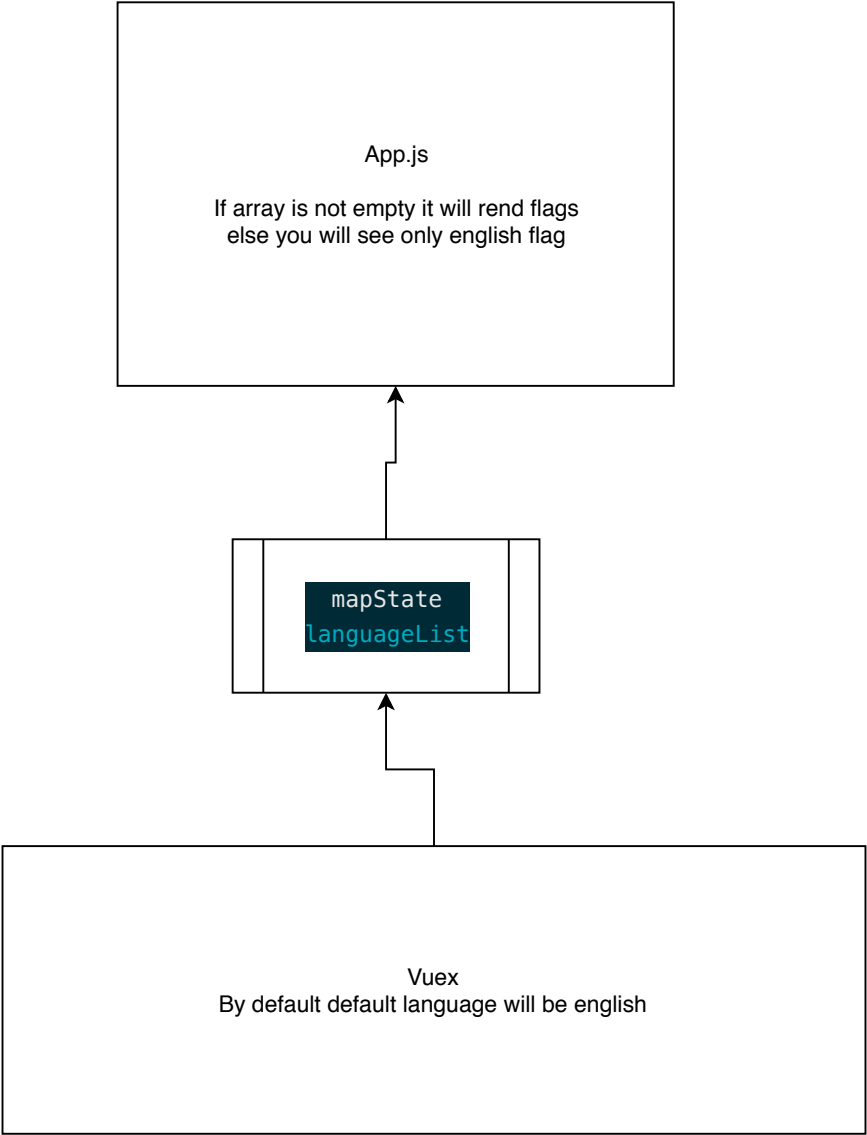 App.js
If array is not empty it will rend flags
else you will see only english flag
mapState
languageList
Vuex
By default default language will be english